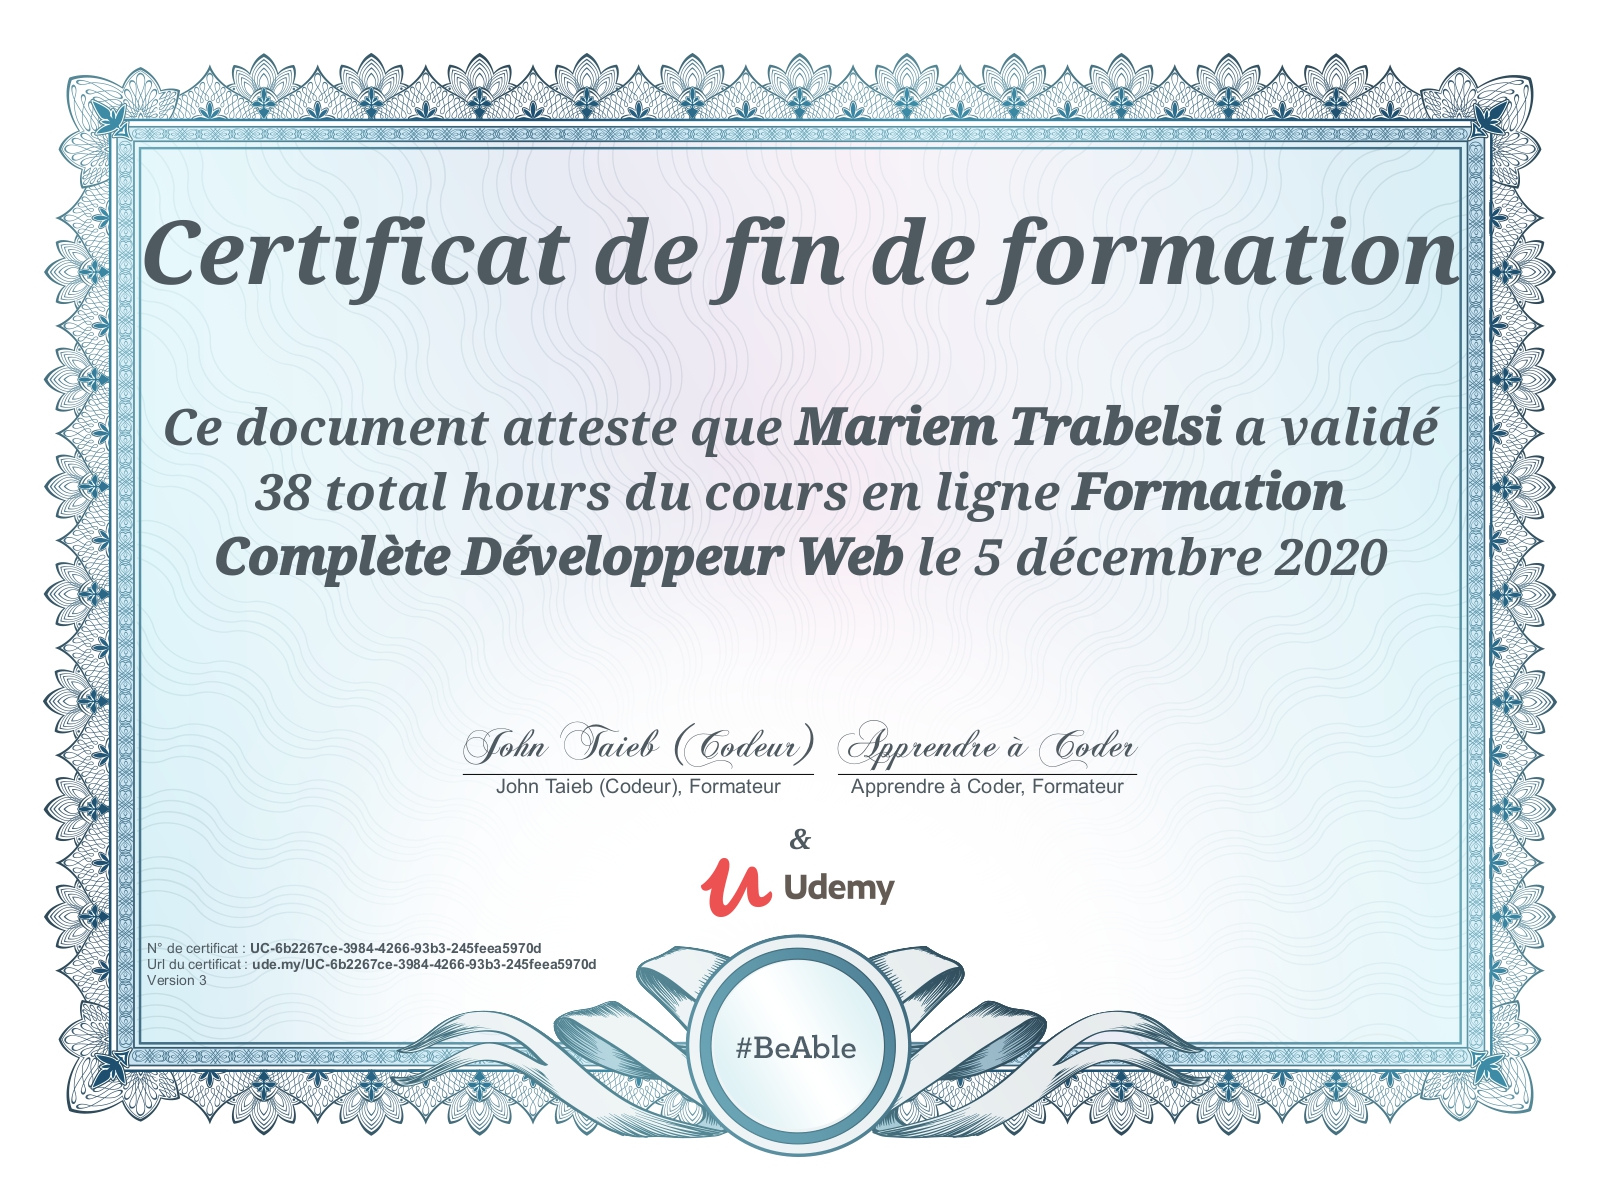 Certificat de fin de formation
Ce document atteste que Mariem Trabelsi a validé
38 total hours du cours en ligne Formation
Complète Développeur Web le 5 décembre 2020
John Taieb (Codeur) Apprendre à Coder
John Taieb (Codeur), Formateur Apprendre à Coder, Formateur
&
Udemy
N° de certificat : UC-6b2267ce-3984-4266-93b3-245feea5970d
Url du certificat : ude.my/UC-6b2267ce-3984-4266-93b3-245feea5970d
Version 3
#BeAble